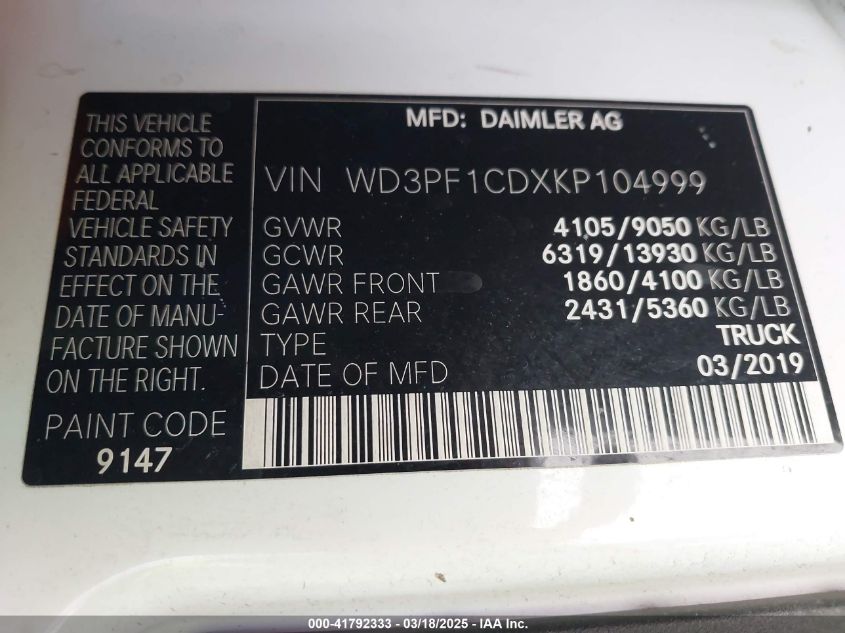 THIS VEHICLE
CONFORMS TO
ALL APPLICABLE
FEDERAL
VEHICLE SAFETY
STANDARDS IN
EFFECT ON THE
DATE OF MANU-
FACTURE SHOWN
ON THE RIGHT.
PAINT CODE
9147
MFD: DAIMLER AG
VIN WD3PF1CDXKP104999
GVWR 4105/9050 KG/LB
GCWR 6319/13930 KG/LB
GAWR FRONT 1860/4100 KG/LB
GAWR REAR 2431/5360 KG/LB
TYPE TRUCK
DATE OF MFD 03/2019
000-41792333 - 03/18/2025 - IAA Inc.